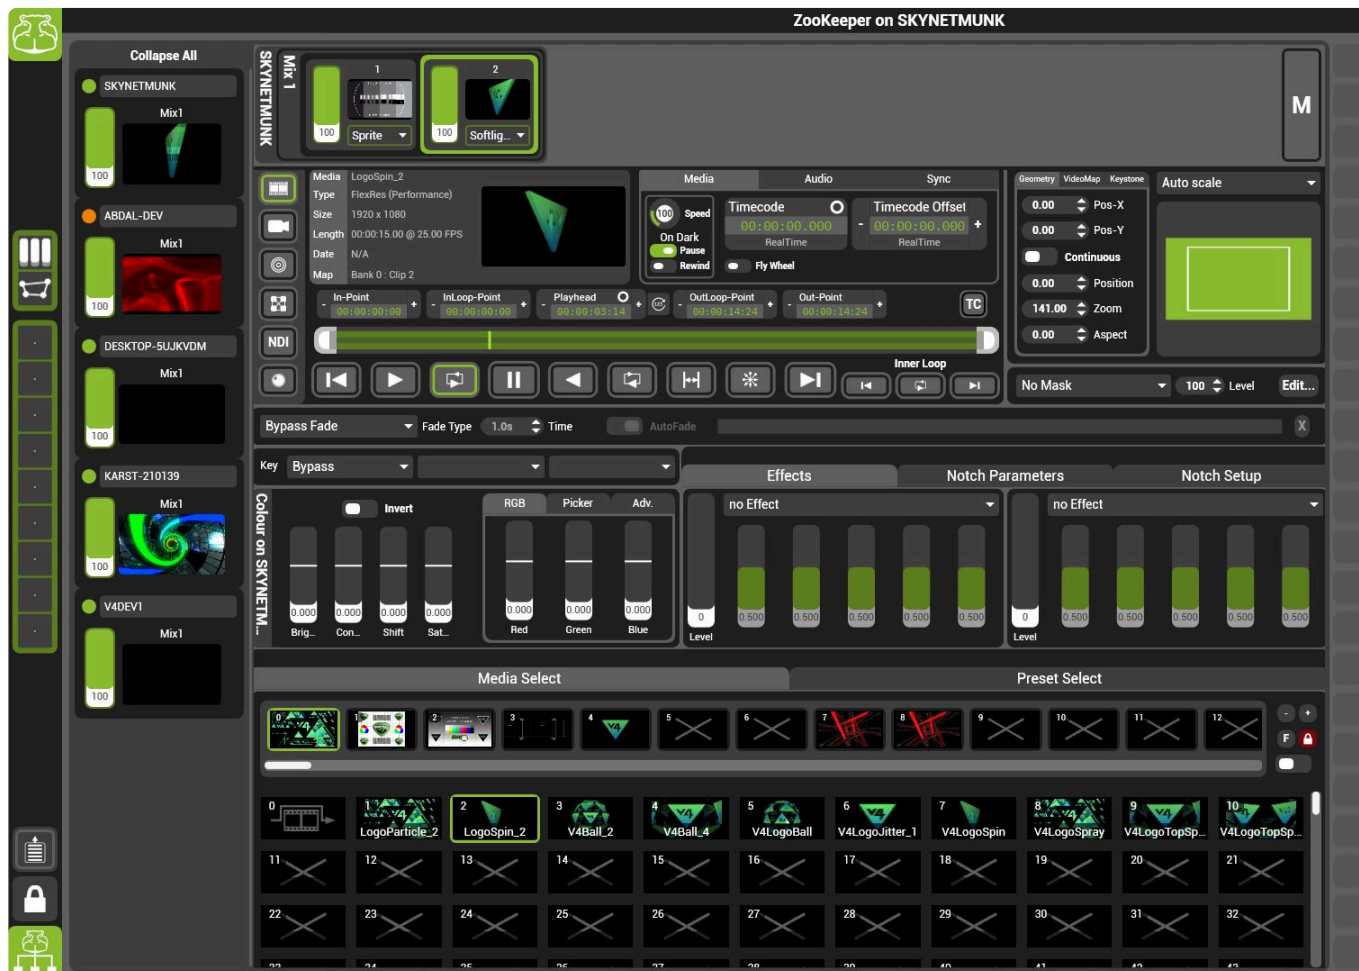 ZooKeeper on SKYNETMUNK
Collapse All
SKYNETMUNK
Mix1
100
ABDAL-DEV
Mix1
100
DESKTOP-5UJKVDM
Mix1
100
KARST-210139
Mix1
100
V4DEV1
Mix1
100
SKYNETMUNK
Mix 1
1
100
Sprite
2
100
Softlig...
M
Media LogoSpin_2
Type FlexRes (Performance)
Size 1920 x 1080
Length 00:00:15.00 @ 25.00 FPS
Date N/A
Map Bank 0 : Clip 2
NDI
Media Audio Sync
100 Speed
On Dark
Pause
Rewind
Timecode
00:00:00.000
RealTime
Timecode Offset
- 00:00:00.000 +
RealTime
Fly Wheel
- In-Point +
00:00:00:00
- InLoop-Point +
00:00:00:00
- Playhead +
00:00:03:14
- OutLoop-Point +
00:00:14:24
- Out-Point +
00:00:14:24
TC
Inner Loop
Geometry VideoMap Keystone
0.00 Pos-X
0.00 Pos-Y
Continuous
0.00 Position
141.00 Zoom
0.00 Aspect
Auto scale
No Mask
100 Level Edit...
Bypass Fade Fade Type 1.0s Time AutoFade X
Key Bypass
Colour on SKYNETM...
Invert
0.000 0.000 0.000 0.000
Brig... Con... Shift Sat...
RGB Picker Adv.
0.000 0.000 0.000
Red Green Blue
Effects Notch Parameters Notch Setup
no Effect
0 0.500 0.500 0.500 0.500 0.500
Level
no Effect
0 0.500 0.500 0.500 0.500 0.500
Level
Media Select Preset Select
0 1 2 3 4 5 6 7 8 9 10 11 12
- +
F
0 1 2 3 4 5 6 7 8 9 10
LogoParticle_2 LogoSpin_2 V4Ball_2 V4Ball_4 V4LogoBall V4LogoJitter_1 V4LogoSpin V4LogoSpray V4LogoTopSp... V4LogoTopSp...
11 12 13 14 15 16 17 18 19 20 21
22 23 24 25 26 27 28 29 30 31 32